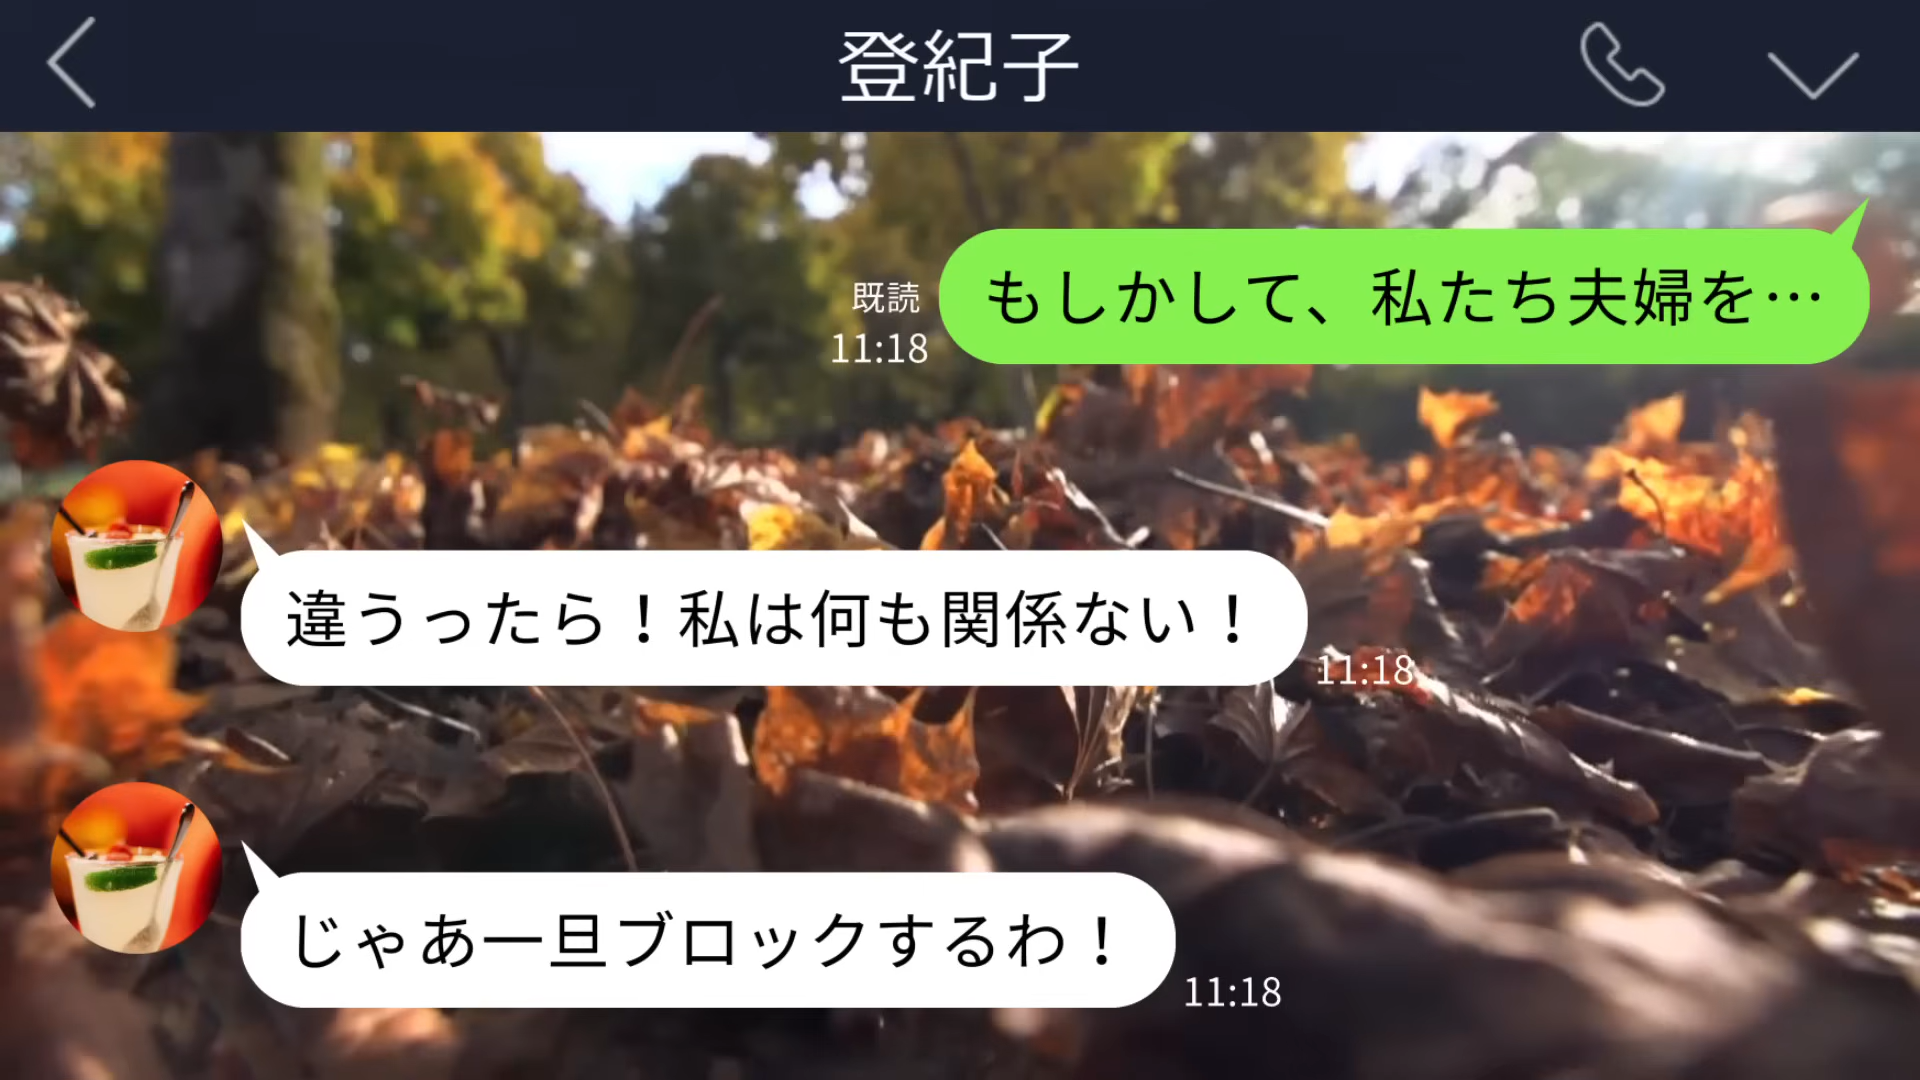 登紀子
もしかして、私たち夫婦を…
既読
11:18
違うったら！私は何も関係ない！
11:18
じゃあ一旦ブロックするわ！
11:18